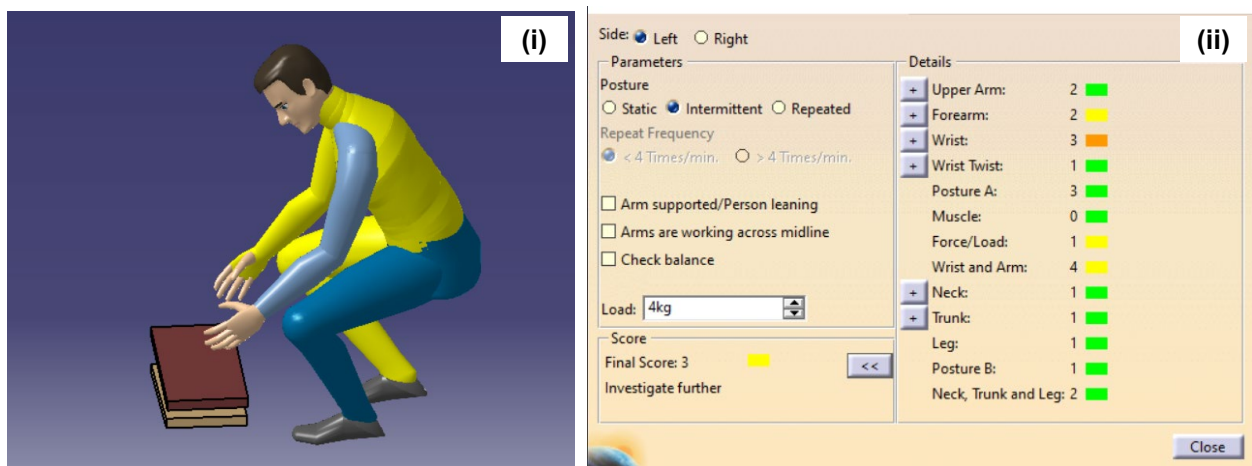 (i)
(ii)
Side: Left Right
Parameters
Posture
Static Intermittent Repeated
Repeat Frequency
< 4 Times/min. > 4 Times/min.
Arm supported/Person leaning
Arms are working across midline
Check balance
Load: 4kg
Score
Final Score: 3
<<
Investigate further
Details
+ Upper Arm: 2
+ Forearm: 2
+ Wrist: 3
+ Wrist Twist: 1
Posture A: 3
Muscle: 0
Force/Load: 1
Wrist and Arm: 4
+ Neck: 1
+ Trunk: 1
Leg: 1
Posture B: 1
Neck, Trunk and Leg: 2
Close